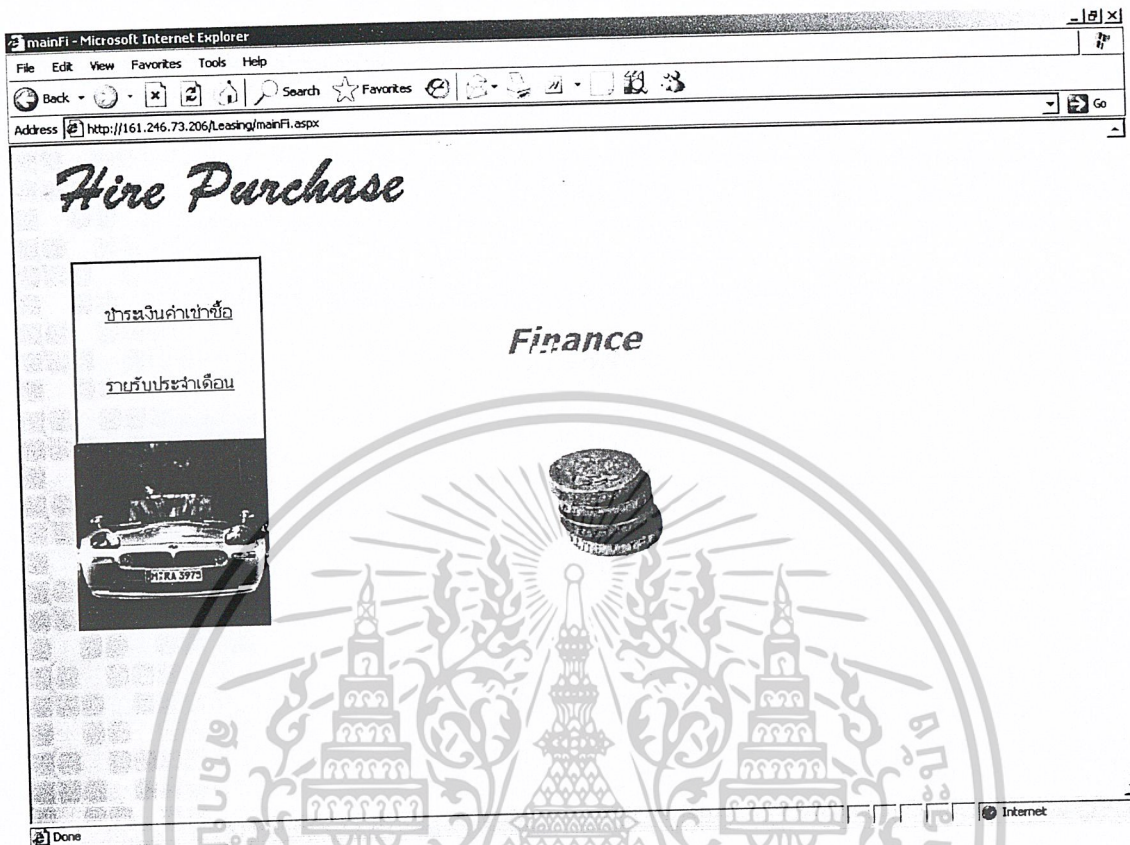 mainFi - Microsoft Internet Explorer
File Edit View Favorites Tools Help
Back Search Favorites
Address http://161.246.73.206/Leasing/mainFi.aspx Go
Hire Purchase
ชำระเงินค่าเช่าซื้อ
Finance
รายรับประจำเดือน
M:RA 3975
Done Internet